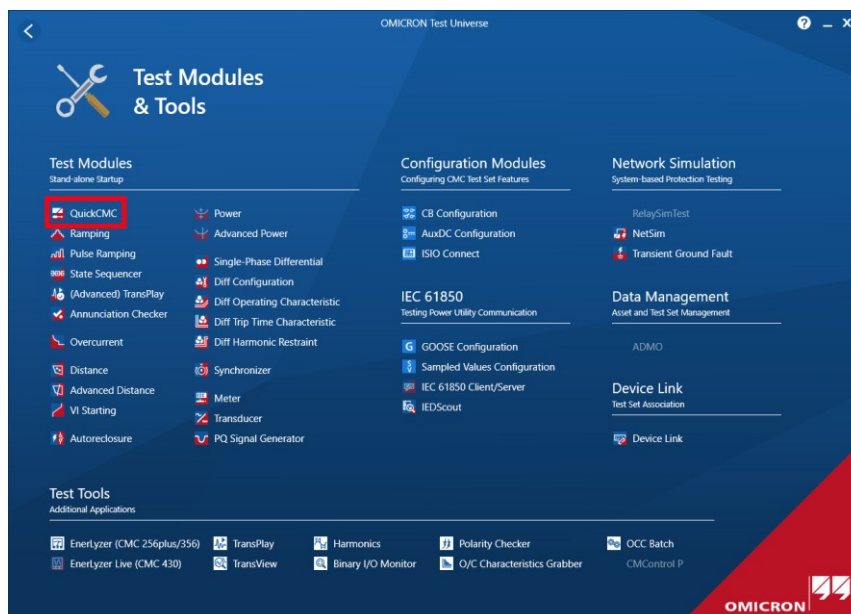 OMICRON Test Universe
Test Modules
& Tools
Test Modules
Stand-alone Startup
QuickCMC
Ramping
Pulse Ramping
State Sequencer
(Advanced) TransPlay
Annunciation Checker
Overcurrent
Distance
Advanced Distance
VI Starting
Autoreclosure
Power
Advanced Power
Single-Phase Differential
Diff Configuration
Diff Operating Characteristic
Diff Trip Time Characteristic
Diff Harmonic Restraint
Synchronizer
Meter
Transducer
PQ Signal Generator
Configuration Modules
Configuring CMC Test Set Features
CB Configuration
AuxDC Configuration
ISIO Connect
IEC 61850
Testing Power Utility Communication
GOOSE Configuration
Sampled Values Configuration
IEC 61850 Client/Server
IEDScout
Network Simulation
System-based Protection Testing
RelaySimTest
NetSim
Transient Ground Fault
Data Management
Asset and Test Set Management
ADMO
Device Link
Test Set Association
Device Link
Test Tools
Additional Applications
EnerLyzer (CMC 256plus/356)
EnerLyzer Live (CMC 430)
TransPlay
TransView
Harmonics
Binary I/O Monitor
Polarity Checker
O/C Characteristics Grabber
OCC Batch
CMControl P
OMICRON